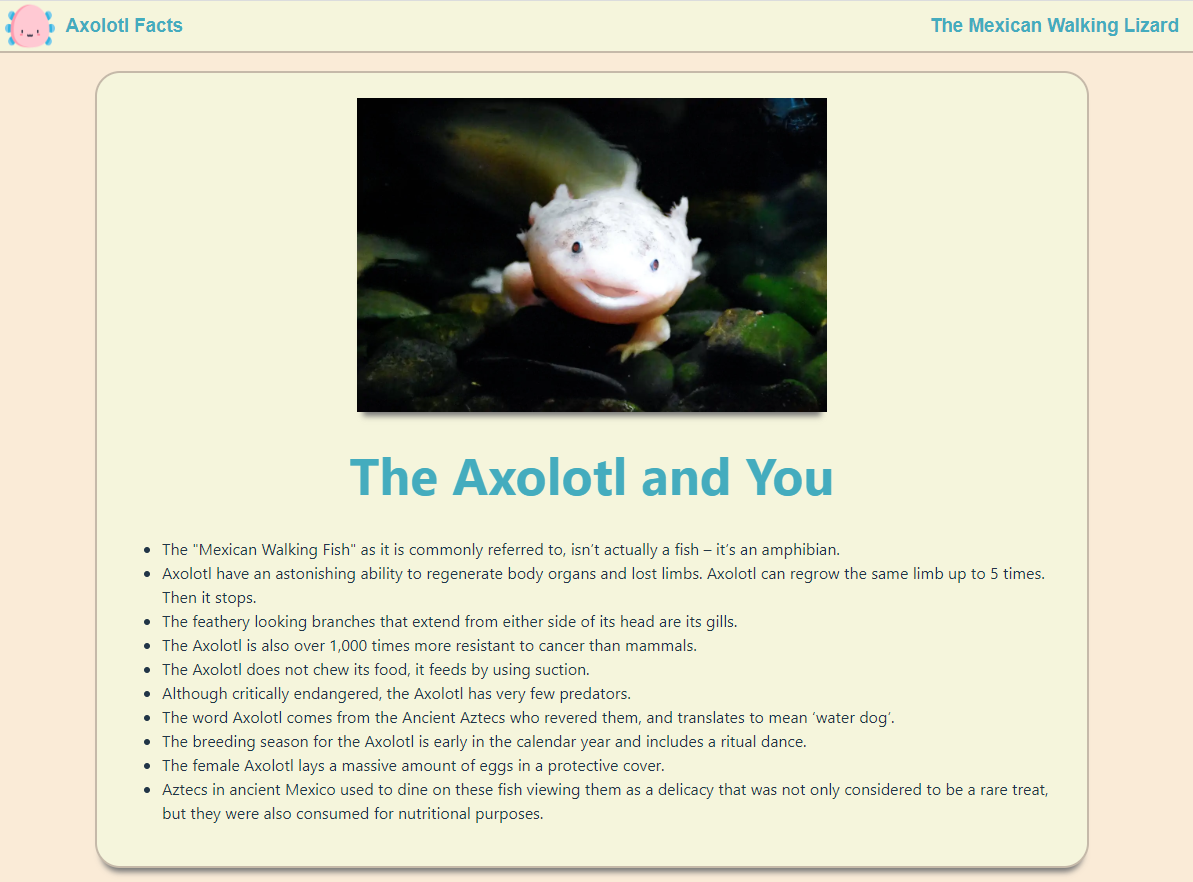 Axolotl Facts
The Mexican Walking Lizard
The Axolotl and You
The "Mexican Walking Fish" as it is commonly referred to, isn’t actually a fish – it’s an amphibian.
Axolotl have an astonishing ability to regenerate body organs and lost limbs. Axolotl can regrow the same limb up to 5 times.
Then it stops.
The feathery looking branches that extend from either side of its head are its gills.
The Axolotl is also over 1,000 times more resistant to cancer than mammals.
The Axolotl does not chew its food, it feeds by using suction.
Although critically endangered, the Axolotl has very few predators.
The word Axolotl comes from the Ancient Aztecs who revered them, and translates to mean ‘water dog’.
The breeding season for the Axolotl is early in the calendar year and includes a ritual dance.
The female Axolotl lays a massive amount of eggs in a protective cover.
Aztecs in ancient Mexico used to dine on these fish viewing them as a delicacy that was not only considered to be a rare treat,
but they were also consumed for nutritional purposes.